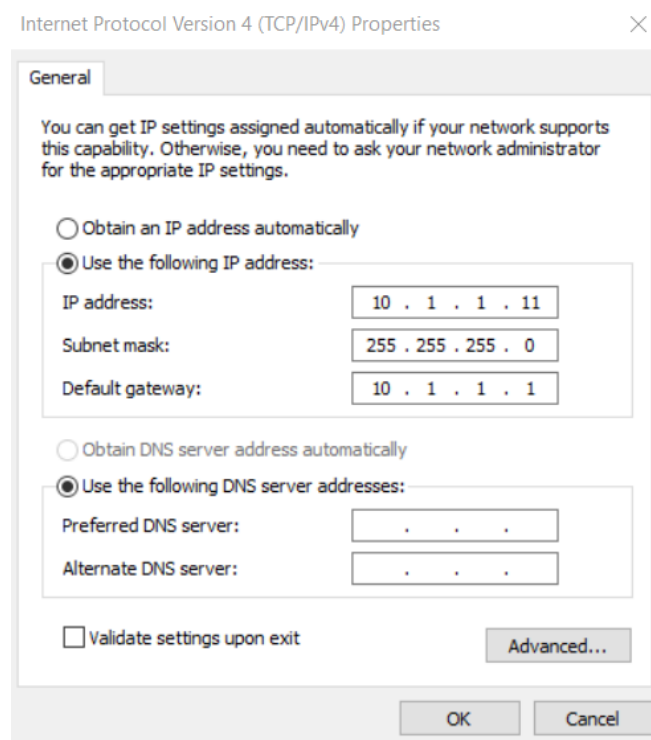 Internet Protocol Version 4 (TCP/IPv4) Properties
General
You can get IP settings assigned automatically if your network supports
this capability. Otherwise, you need to ask your network administrator
for the appropriate IP settings.
Obtain an IP address automatically
Use the following IP address:
IP address: 10 . 1 . 1 . 11
Subnet mask: 255 . 255 . 255 . 0
Default gateway: 10 . 1 . 1 . 1
Obtain DNS server address automatically
Use the following DNS server addresses:
Preferred DNS server: . . .
Alternate DNS server: . . .
Validate settings upon exit
Advanced...
OK Cancel